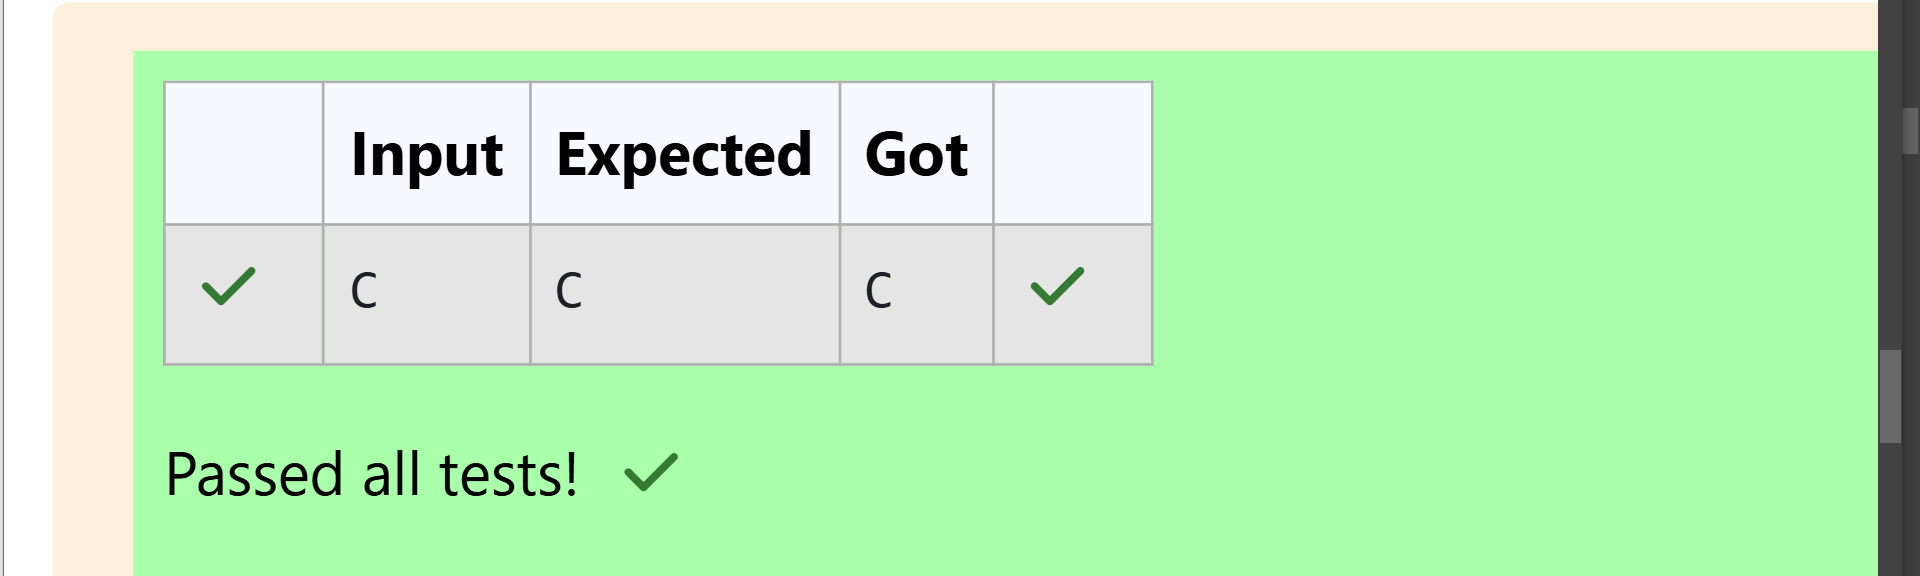 Input Expected Got
C C C
Passed all tests!